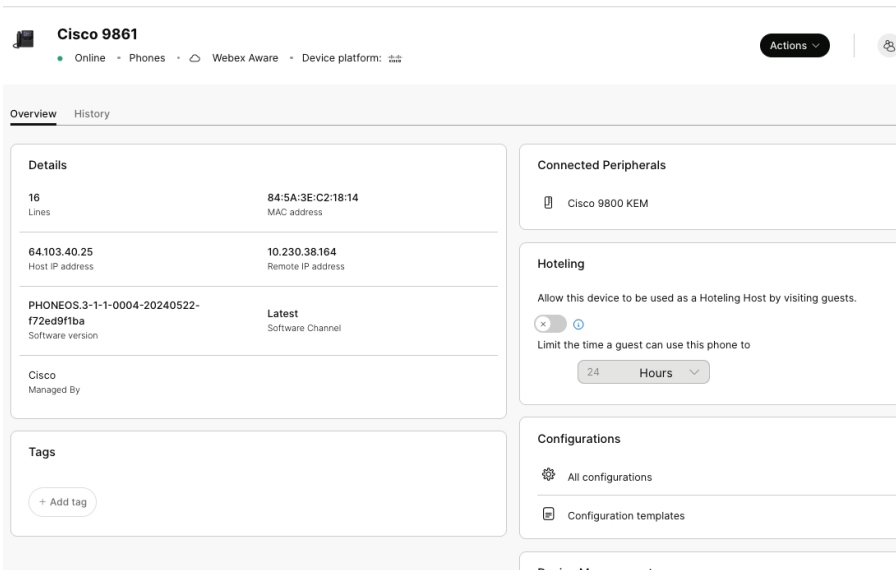 Cisco 9861
Online • Phones • Webex Aware • Device platform:
Actions
Overview History
Details
16
Lines
84:5A:3E:C2:18:14
MAC address
64.103.40.25
Host IP address
10.230.38.164
Remote IP address
PHONEOS.3-1-1-0004-20240522-
f72ed9f1ba
Software version
Latest
Software Channel
Cisco
Managed By
Tags
+ Add tag
Connected Peripherals
Cisco 9800 KEM
Hoteling
Allow this device to be used as a Hoteling Host by visiting guests.
Limit the time a guest can use this phone to
24 Hours
Configurations
All configurations
Configuration templates